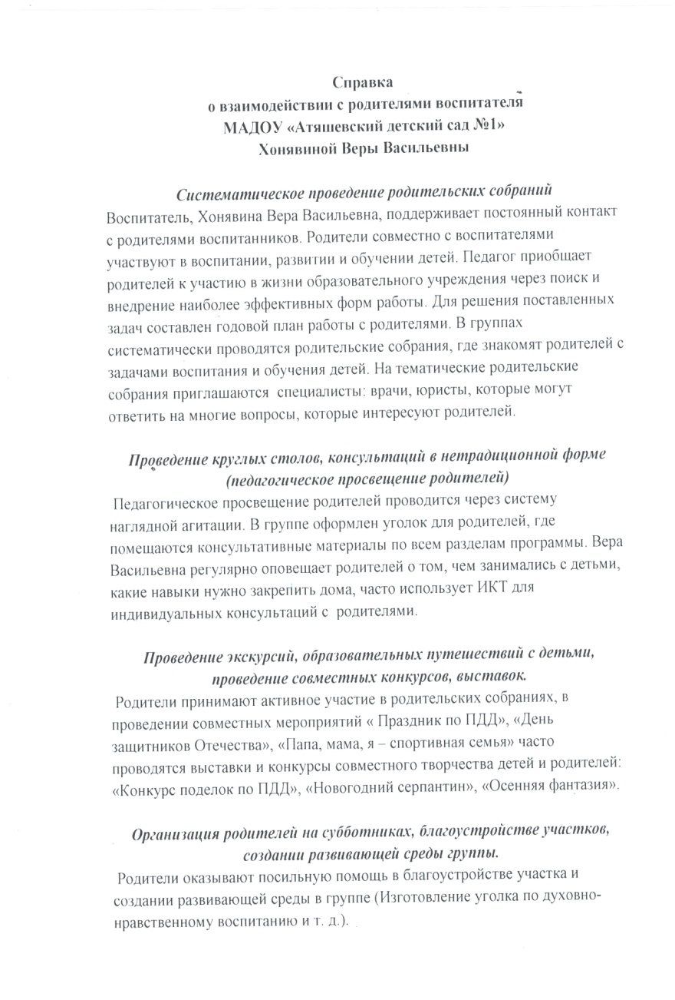 Справка
о взаимодействии с родителями воспитателя
МАДОУ «Атяшевский детский сад №1»
Хонявиной Веры Васильевны
Систематическое проведение родительских собраний
Воспитатель, Хонявина Вера Васильевна, поддерживает постоянный контакт
с родителями воспитанников. Родители совместно с воспитателями
участвуют в воспитании, развитии и обучении детей. Педагог приобщает
родителей к участию в жизни образовательного учреждения через поиск и
внедрение наиболее эффективных форм работы. Для решения поставленных
задач составлен годовой план работы с родителями. В группах
систематически проводятся родительские собрания, где знакомят родителей с
задачами воспитания и обучения детей. На тематические родительские
собрания приглашаются  специалисты: врачи, юристы, которые могут
ответить на многие вопросы, которые интересуют родителей.
Проведение круглых столов, консультаций в нетрадиционной форме
(педагогическое просвещение родителей)
Педагогическое просвещение родителей проводится через систему
наглядной агитации. В группе оформлен уголок для родителей, где
помещаются консультативные материалы по всем разделам программы. Вера
Васильевна регулярно оповещает родителей о том, чем занимались с детьми,
какие навыки нужно закрепить дома, часто использует ИКТ для
индивидуальных консультаций с  родителями.
Проведение экскурсий, образовательных путешествий с детьми,
проведение совместных конкурсов, выставок.
Родители принимают активное участие в родительских собраниях, в
проведении совместных мероприятий « Праздник по ПДД», «День
защитников Отечества», «Папа, мама, я – спортивная семья» часто
проводятся выставки и конкурсы совместного творчества детей и родителей:
«Конкурс поделок по ПДД», «Новогодний серпантин», «Осенняя фантазия».
Организация родителей на субботниках, благоустройстве участков,
создании развивающей среды группы.
Родители оказывают посильную помощь в благоустройстве участка и
создании развивающей среды в группе (Изготовление уголка по духовно-
нравственному воспитанию и т. д.).